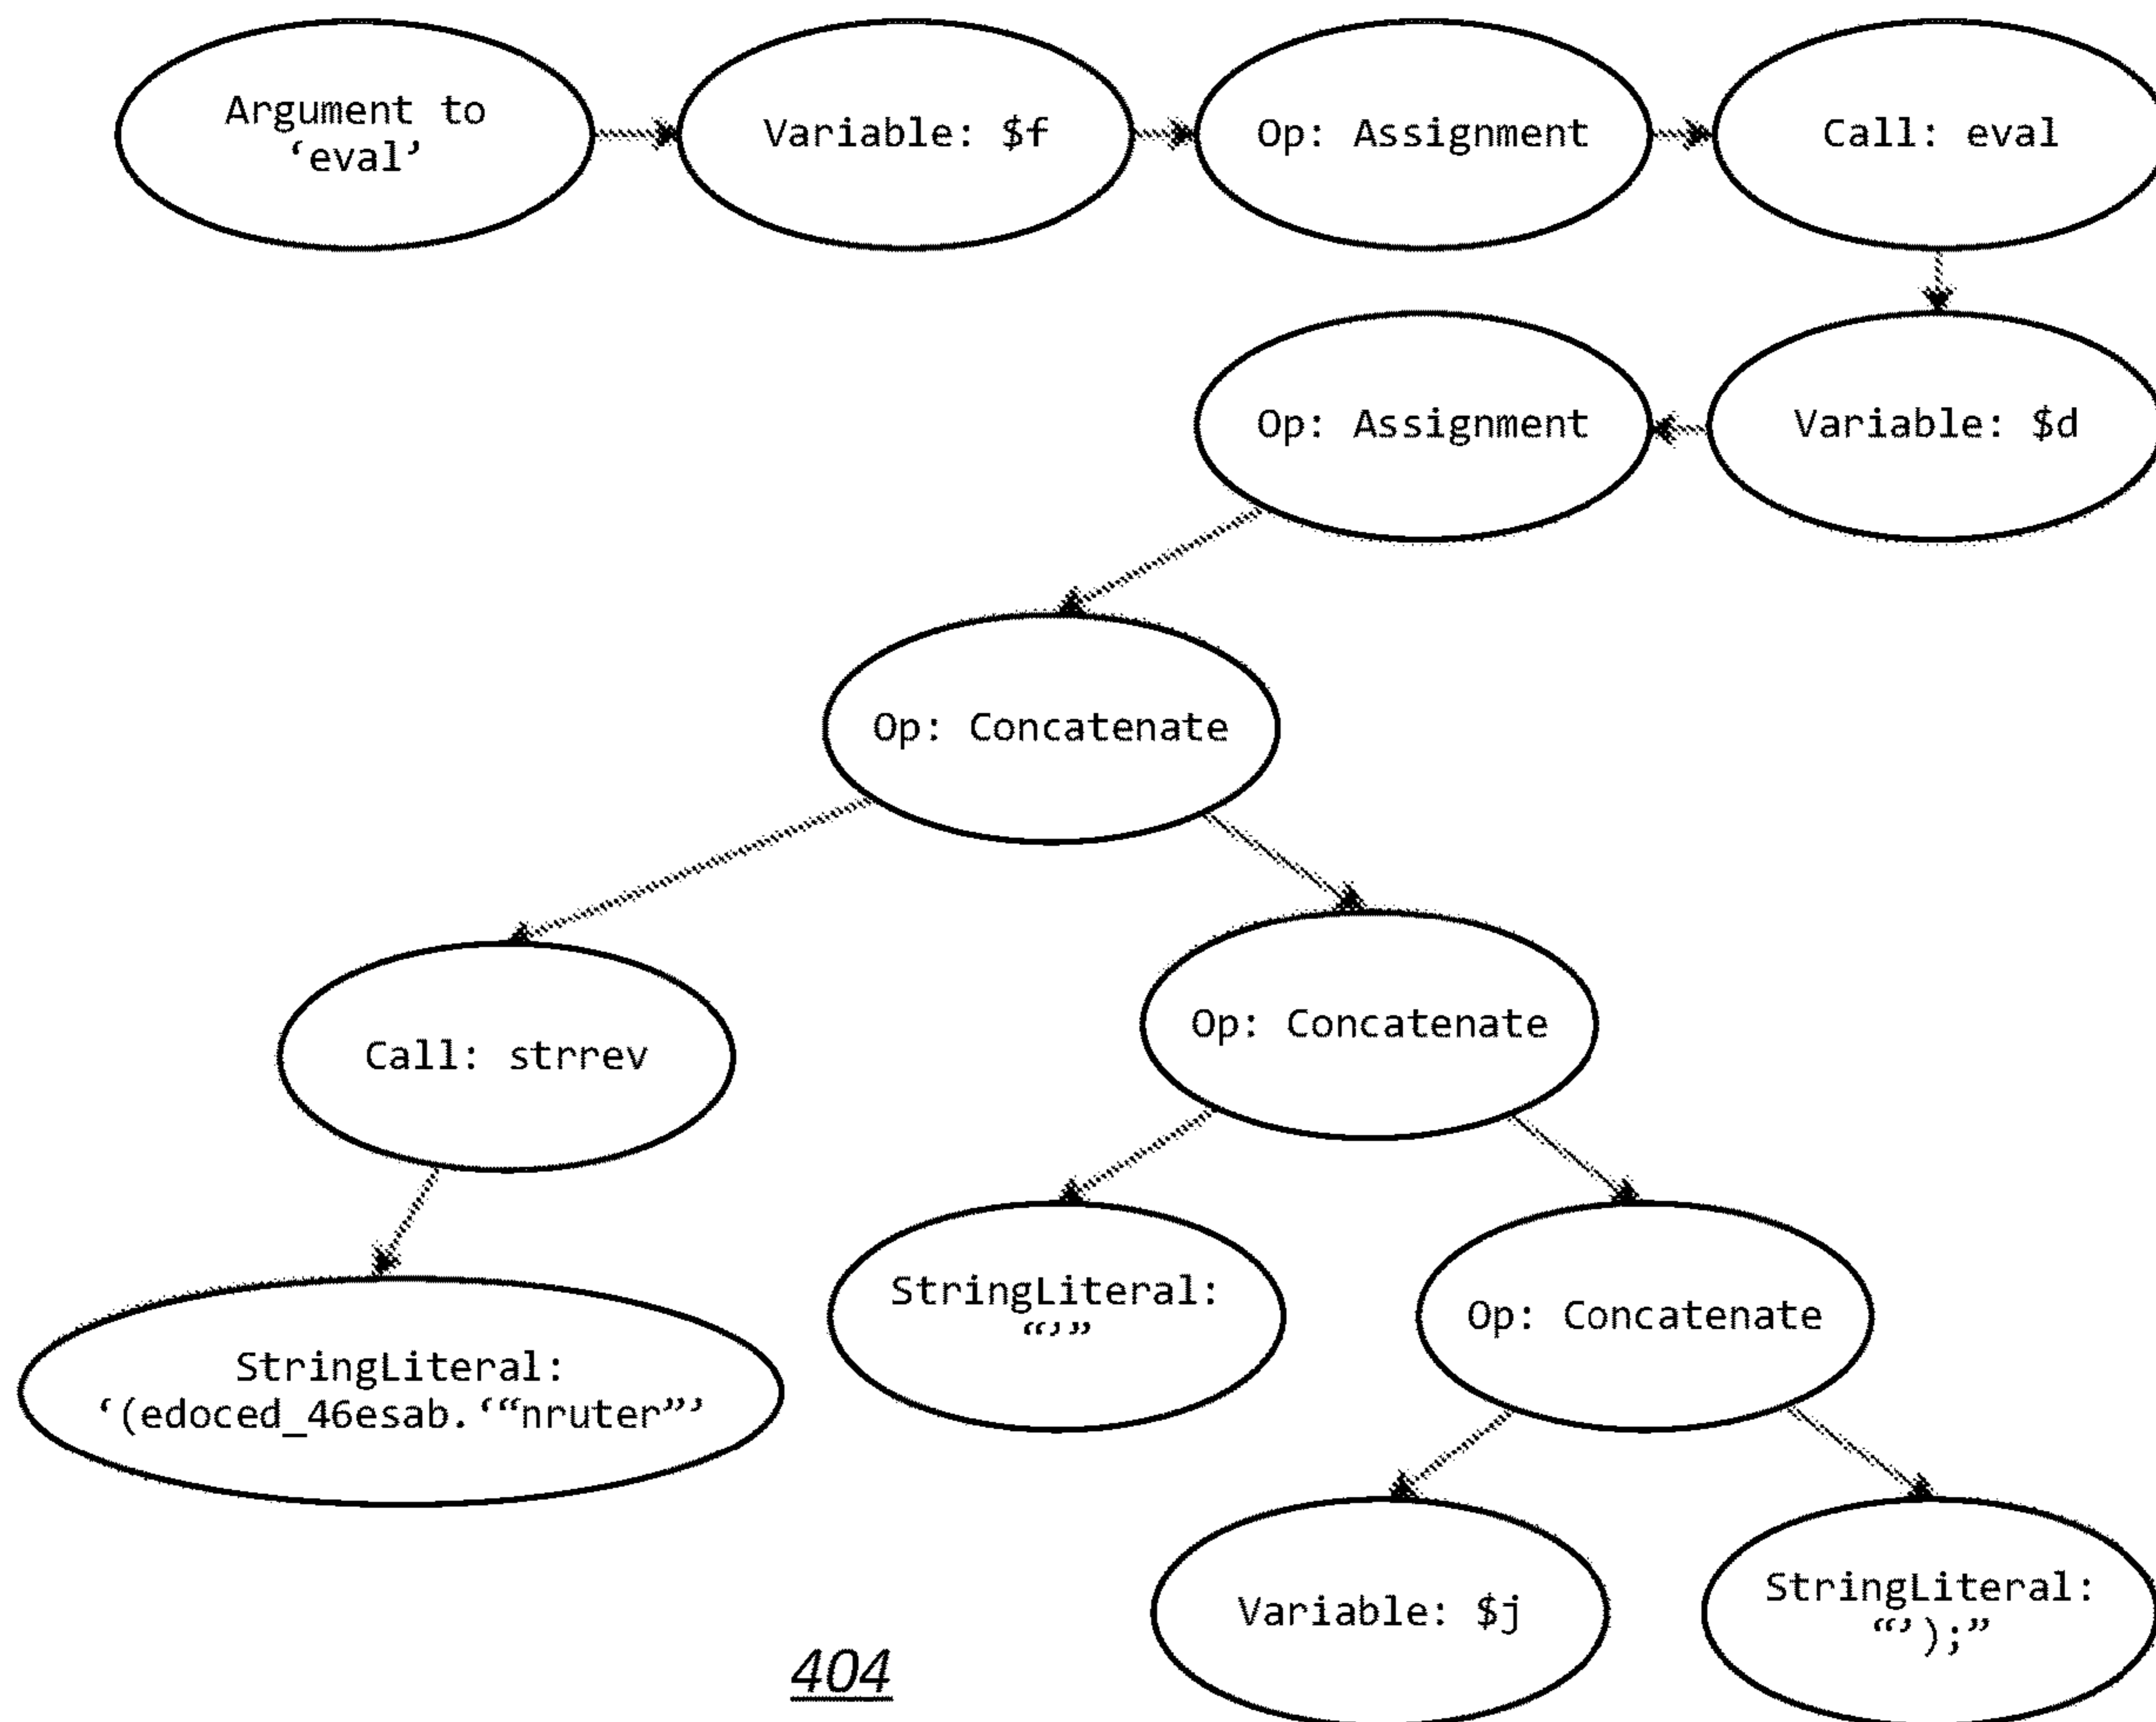 Argument to
‘eval’
Variable: $f
Op: Assignment
Call: eval
Op: Assignment
Variable: $d
Op: Concatenate
Call: strrev
Op: Concatenate
StringLiteral:
‘(edoced_46esab.‘“nruter”’
StringLiteral:
“’”
Op: Concatenate
Variable: $j
StringLiteral:
“’);”
404